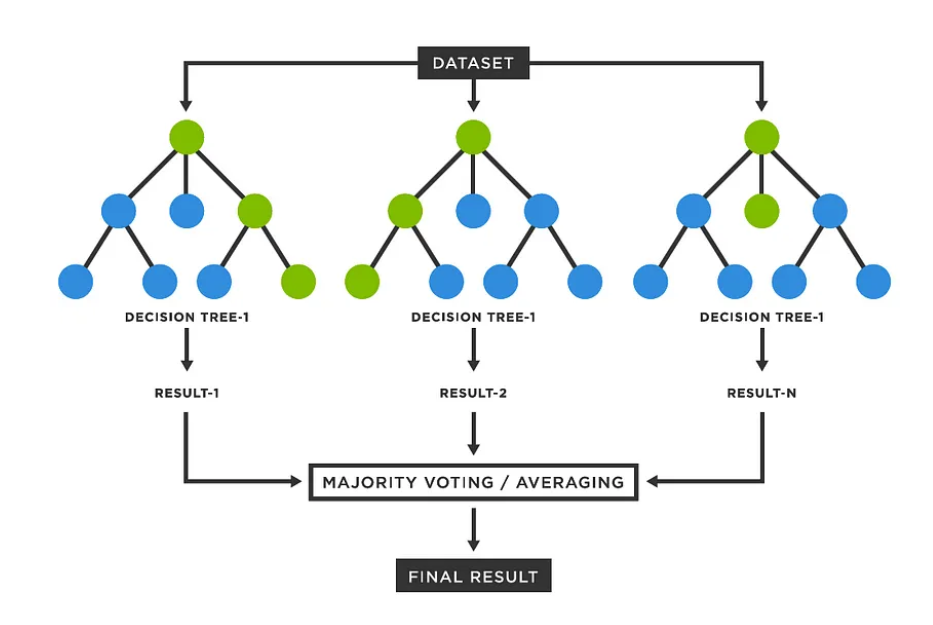 DATASET
DECISION TREE-1
DECISION TREE-1
DECISION TREE-1
RESULT-1
RESULT-2
RESULT-N
MAJORITY VOTING / AVERAGING
FINAL RESULT